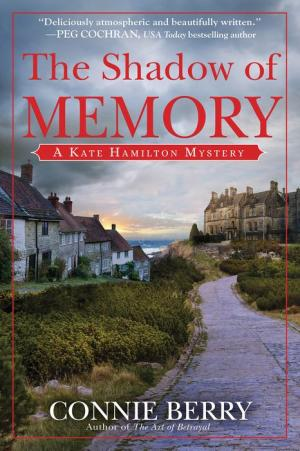 “Deliciously atmospheric and beautifully written.”
—PEG COCHRAN, USA Today bestselling author
The Shadow of
MEMORY
A KATE HAMILTON MYSTERY
CONNIE BERRY
Author of The Art of Betrayal